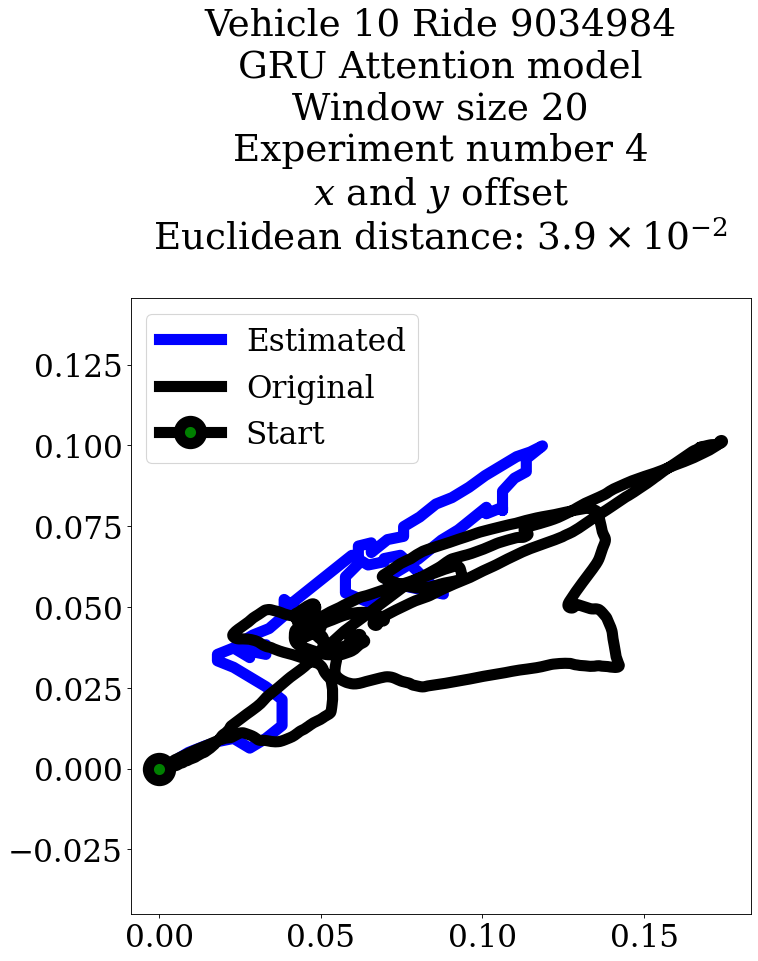 Vehicle 10 Ride 9034984
GRU Attention model
Window size 20
Experiment number 4
x and y offset
Euclidean distance: 3.9 × 10⁻²
Estimated
Original
Start
0.125
0.100
0.075
0.050
0.025
0.000
−0.025
0.00 0.05 0.10 0.15